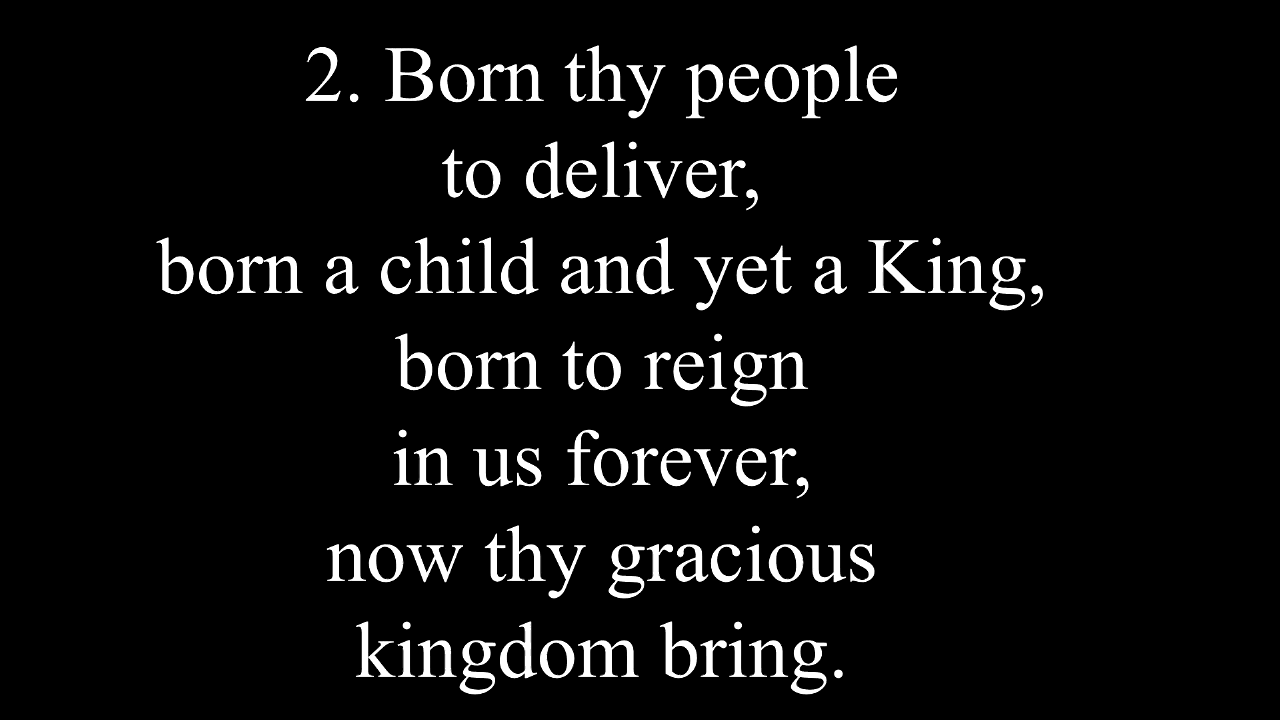 2. Born thy people
to deliver,
born a child and yet a King,
born to reign
in us forever,
now thy gracious
kingdom bring.